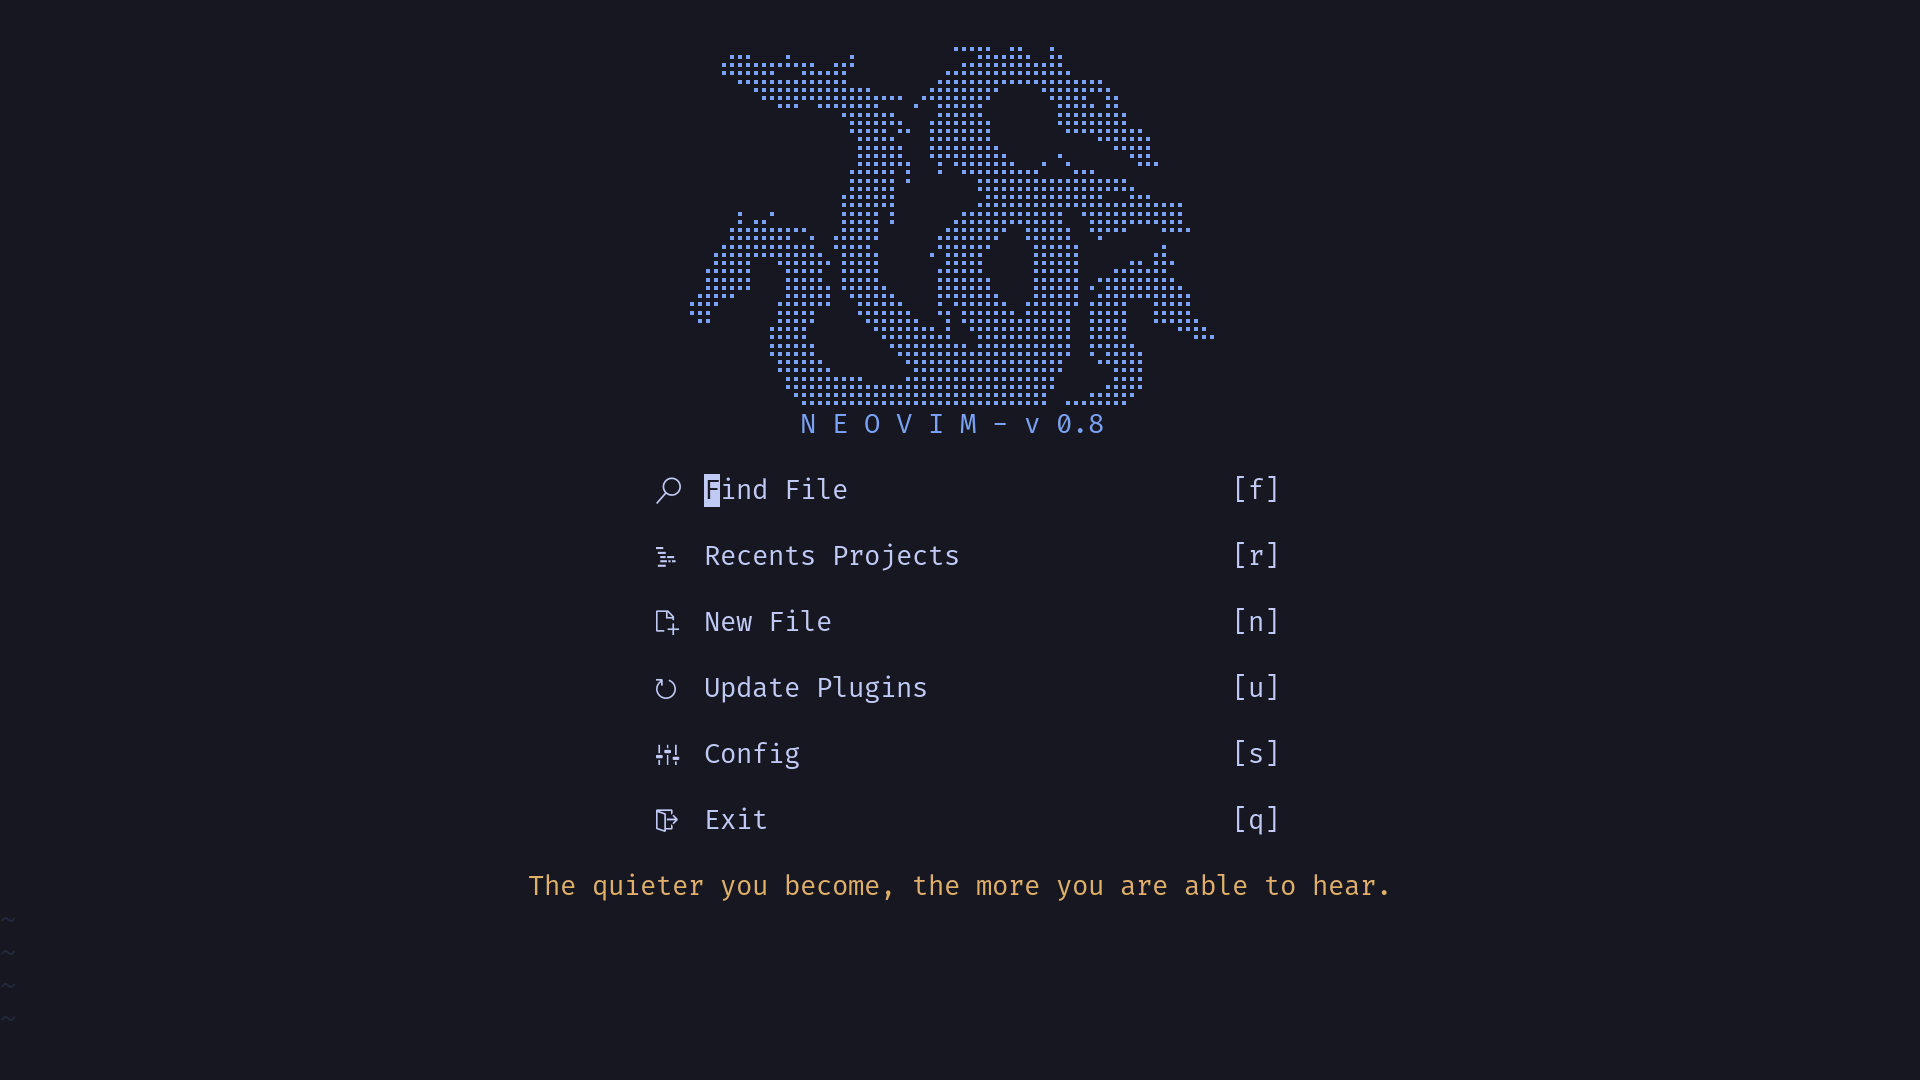 N E O V I M - v 0.8
Find File [f]
Recents Projects [r]
New File [n]
Update Plugins [u]
Config [s]
Exit [q]
The quieter you become, the more you are able to hear.
~
~
~
~